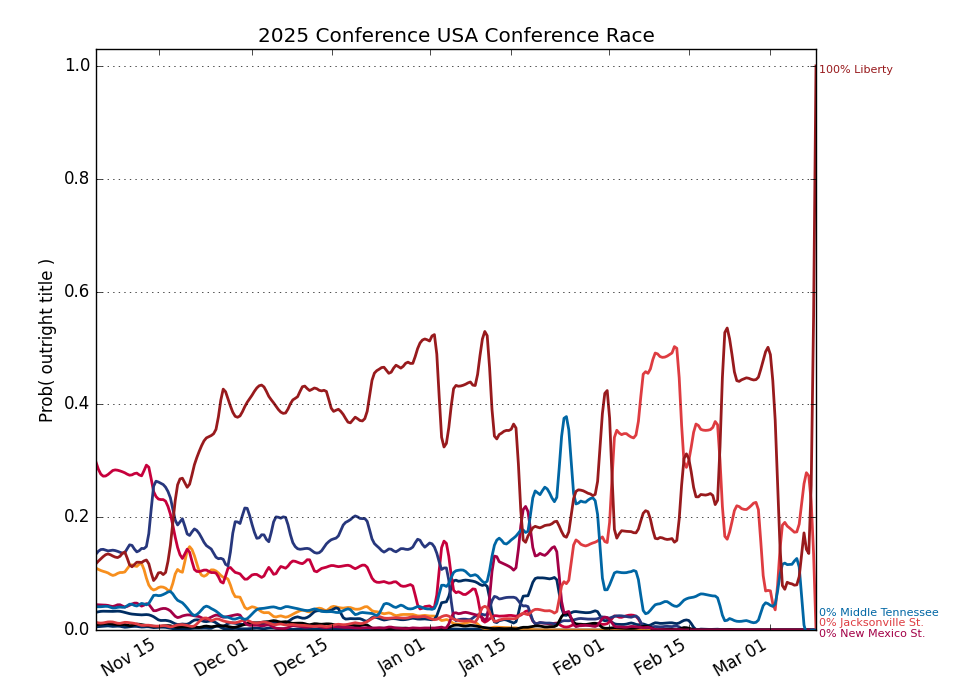 2025 Conference USA Conference Race
Prob( outright title )
1.0
0.8
0.6
0.4
0.2
0.0
100% Liberty
0% Middle Tennessee
0% Jacksonville St.
0% New Mexico St.
Nov 15
Dec 01
Dec 15
Jan 01
Jan 15
Feb 01
Feb 15
Mar 01